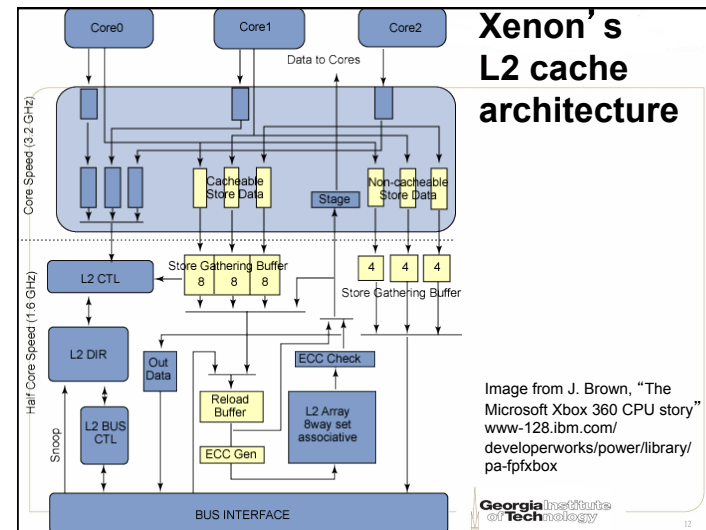 Xenon's
L2 cache
architecture
Core0
Core1
Core2
Data to Cores
Core Speed (3.2 GHz)
Cacheable
Store Data
Stage
Non-cacheable
Store Data
Half Core Speed (1:6 GHz)
L2 CTL
Store Gathering Buffer
8
8
8
4
4
4
Store Gathering Buffer
L2 DIR
Out
Data
ECC Check
Reload
Buffer
L2 Array
8way set
associative
L2 BUS
CTL
ECC Gen
Snoop
BUS INTERFACE
Image from J. Brown, “The
Microsoft Xbox 360 CPU story”
www-128.ibm.com/
developerworks/power/library/
pa-fpfxbox
Georgia Institute
of Technology
12